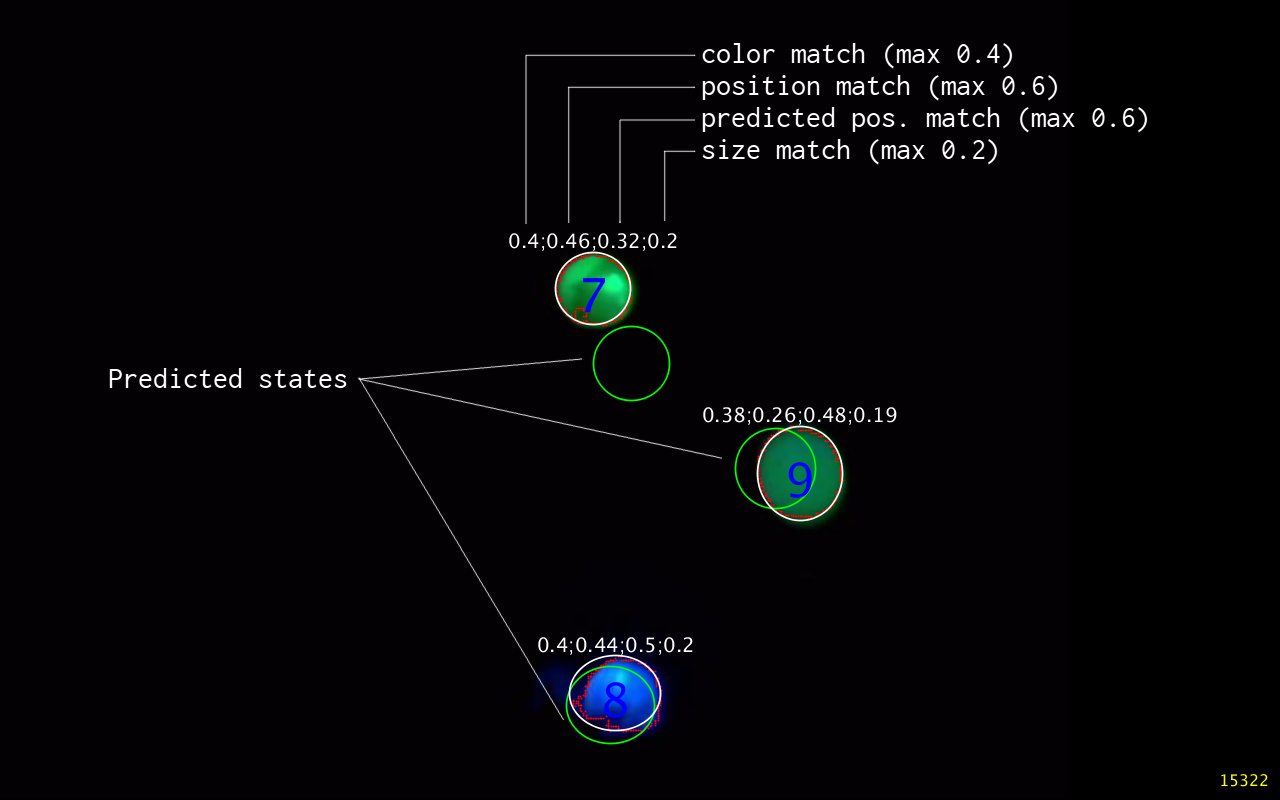 color match (max 0.4)
position match (max 0.6)
predicted pos. match (max 0.6)
size match (max 0.2)
0.4;0.46;0.32;0.2
7
Predicted states
0.38;0.26;0.48;0.19
9
0.4;0.44;0.5;0.2
8
15322